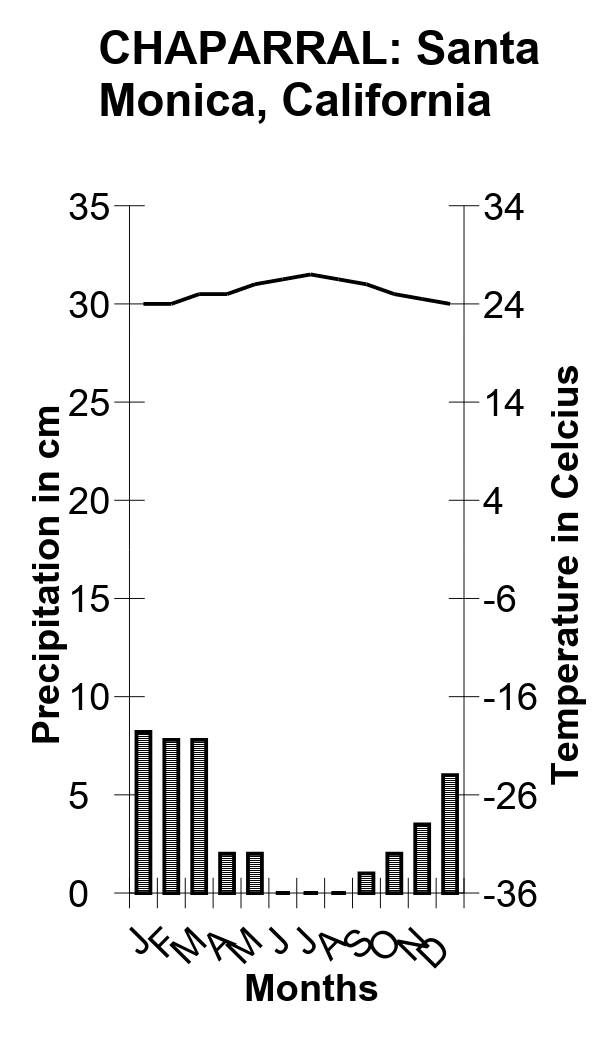 CHAPARRAL: Santa
Monica, California
35
30
25
20
15
10
5
0
Precipitation in cm
34
24
14
4
-6
-16
-26
-36
Temperature in Celcius
J F M A M J J A S O N D
Months